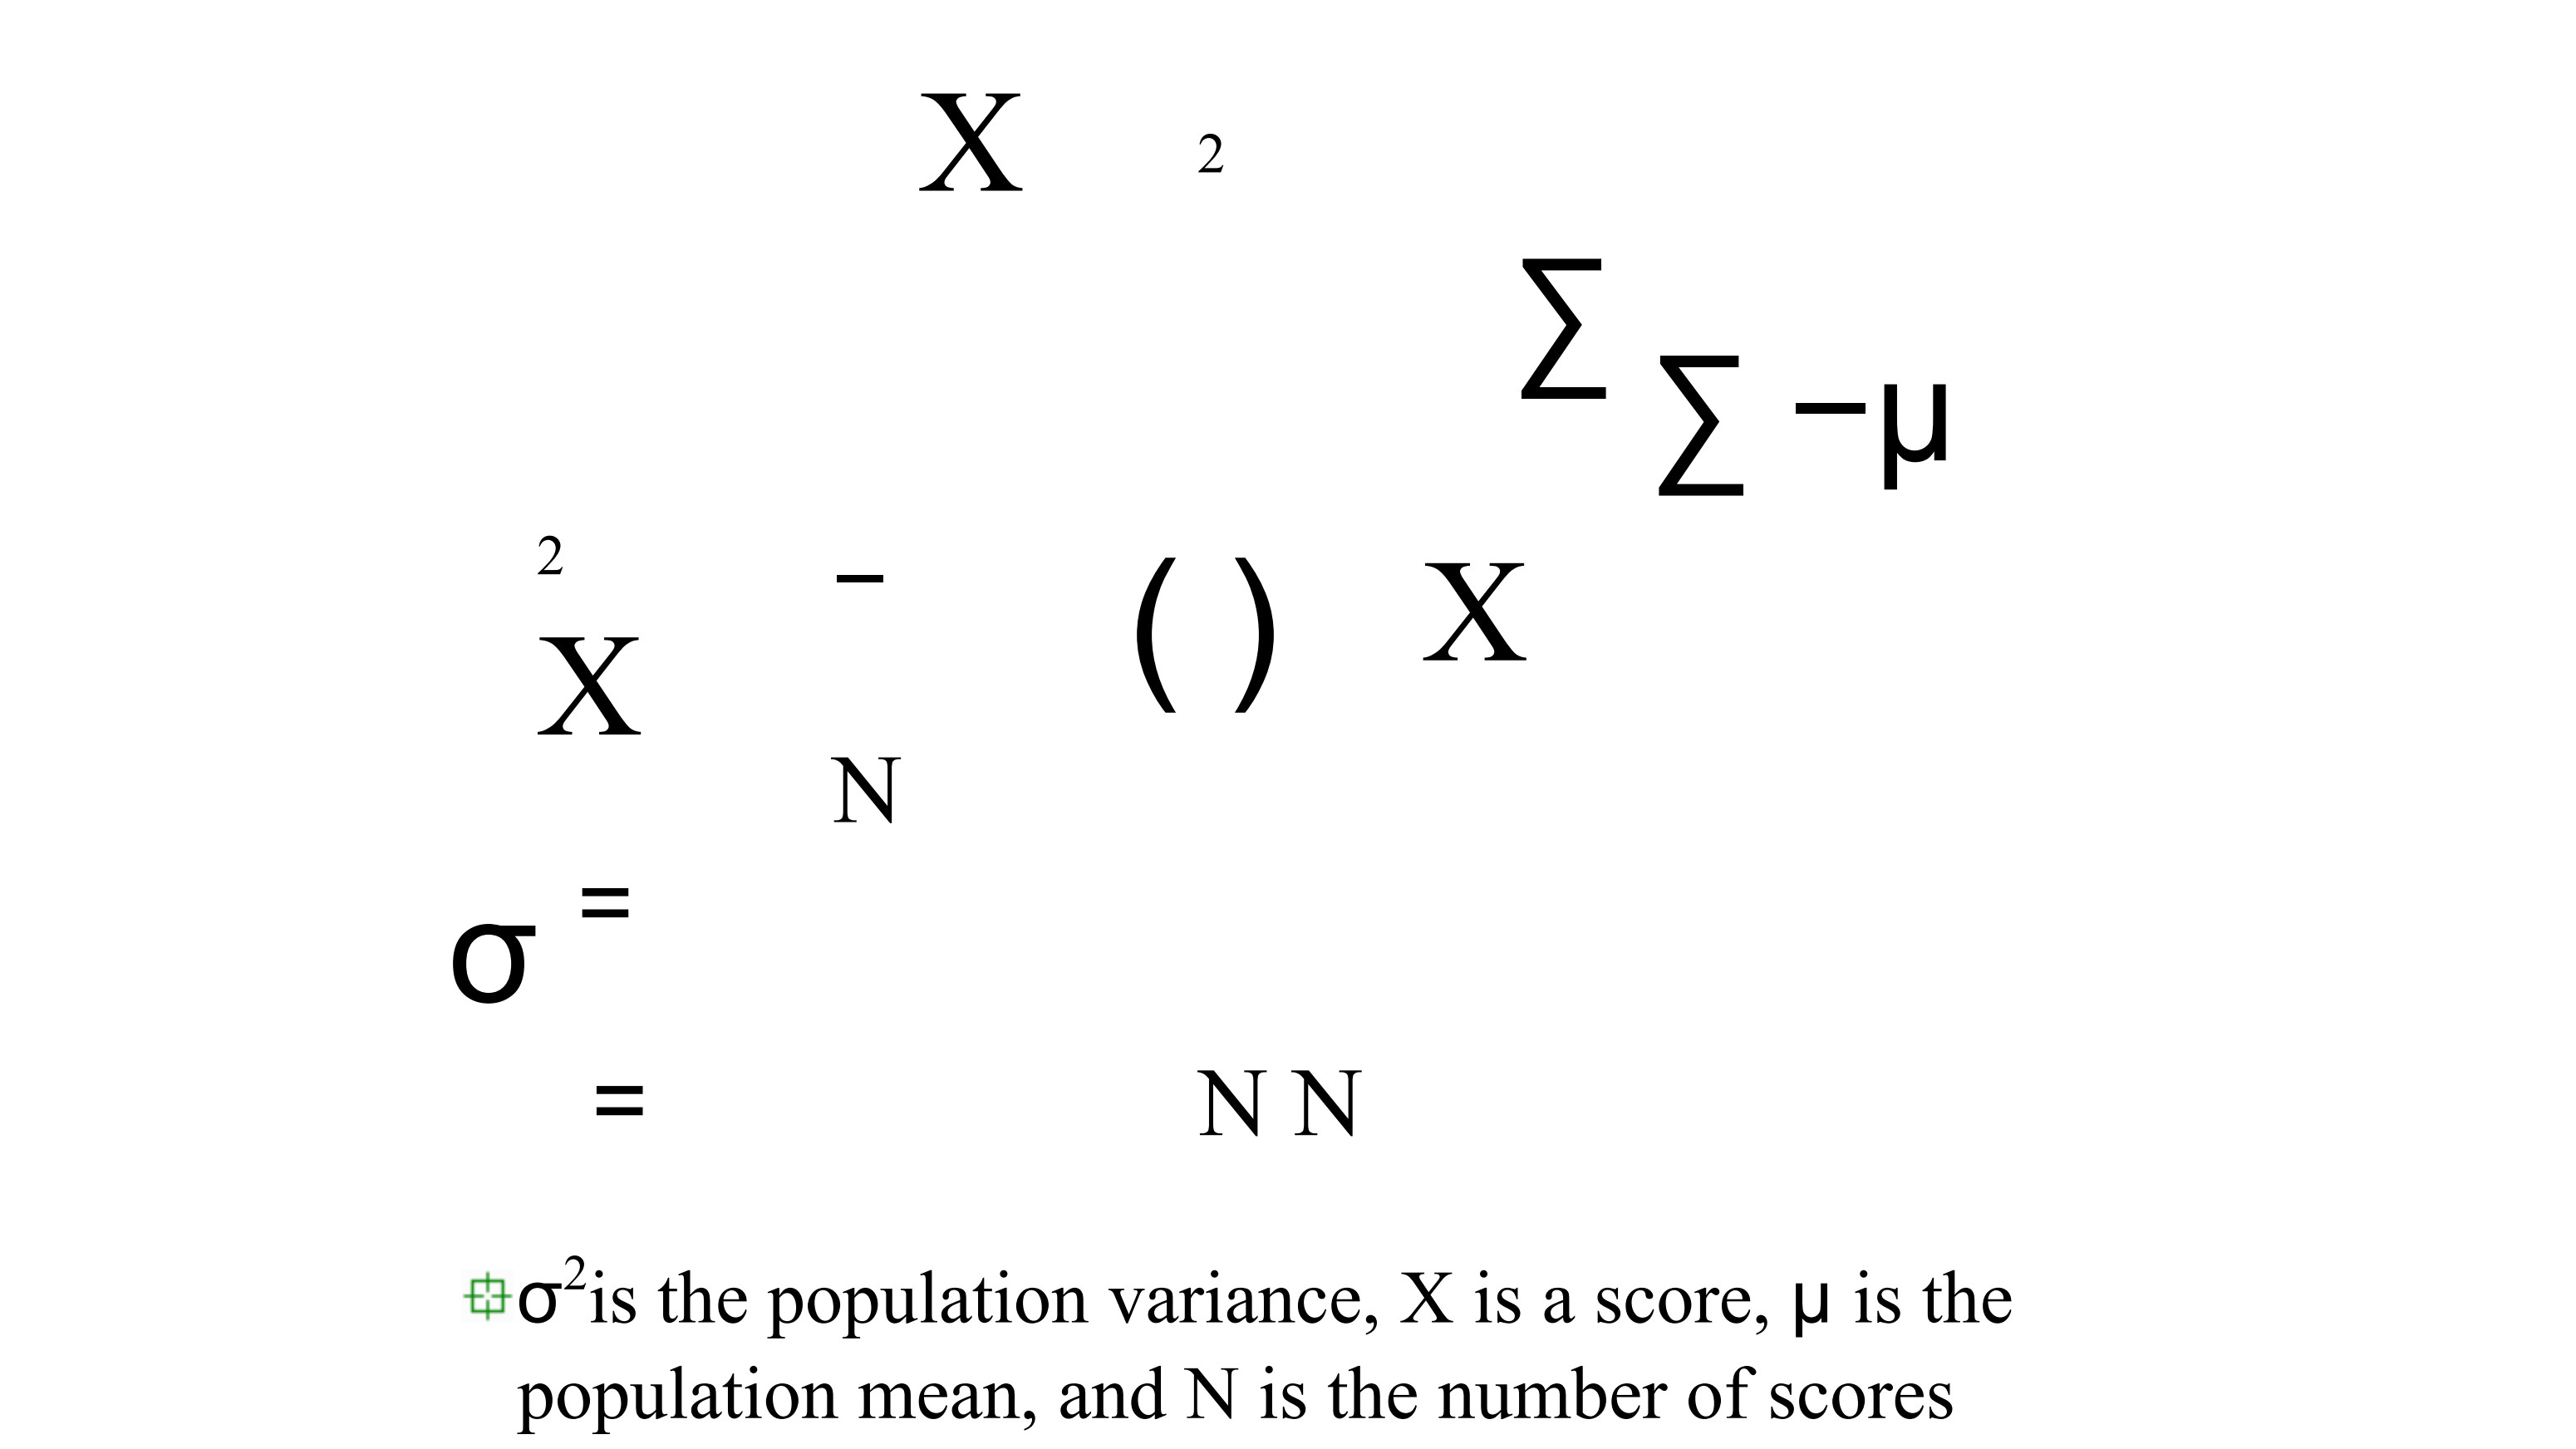 X 2
∑
∑ −μ
2 − ( ) X
X
N
=
σ
= N N
σ²is the population variance, X is a score, μ is the
population mean, and N is the number of scores